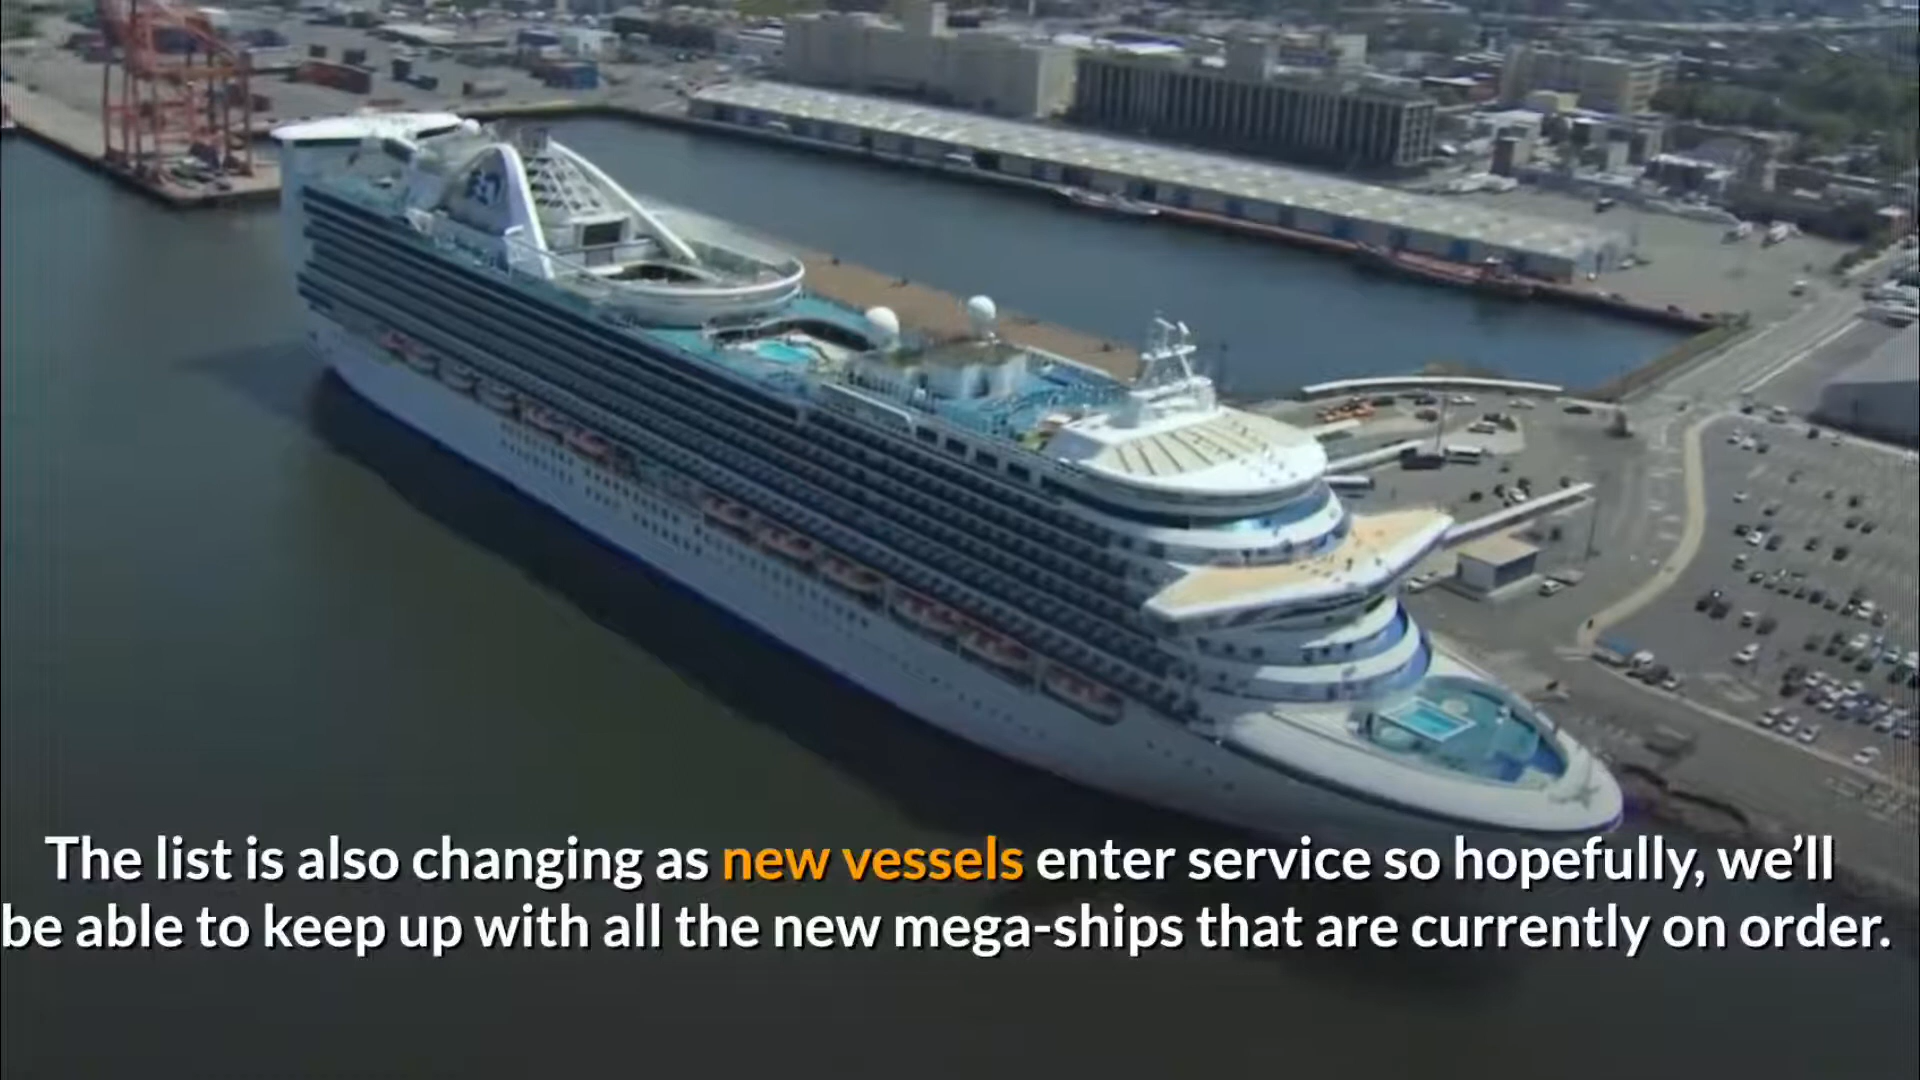 The list is also changing as new vessels enter service so hopefully, we’ll
be able to keep up with all the new mega-ships that are currently on order.